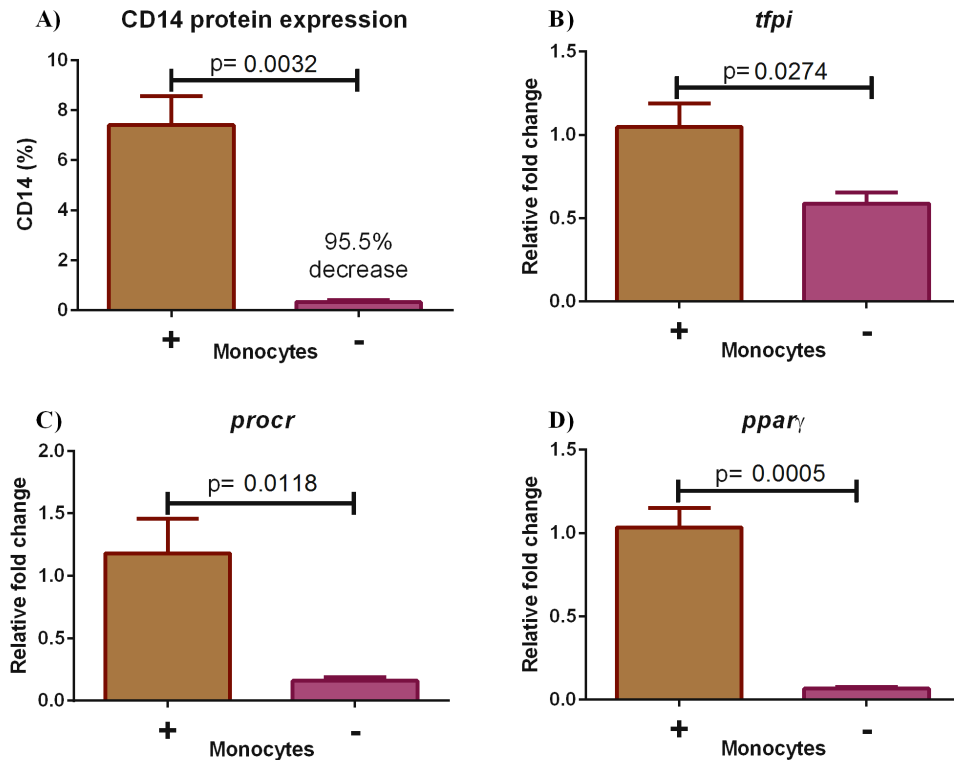 A) CD14 protein expression
10
8
6
4
2
0
CD14 (%)
p= 0.0032
95.5%
decrease
+ Monocytes -
B) tfpi
1.5
1.0
0.5
0.0
Relative fold change
p= 0.0274
+ Monocytes -
C) procr
2.0
1.5
1.0
0.5
0.0
Relative fold change
p= 0.0118
+ Monocytes -
D) pparγ
1.5
1.0
0.5
0.0
Relative fold change
p= 0.0005
+ Monocytes -